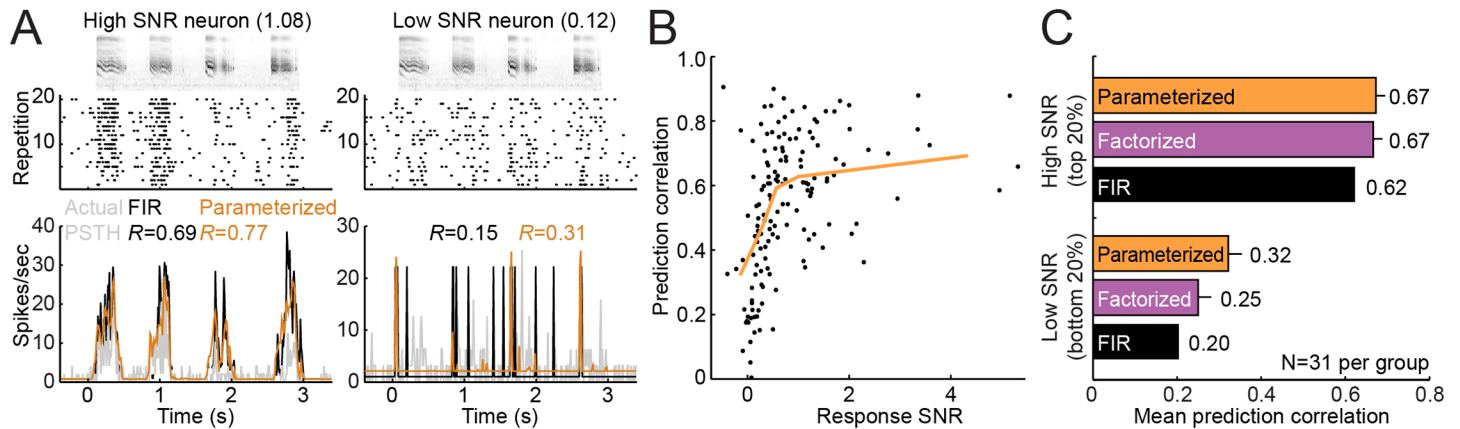 A
High SNR neuron (1.08)
Low SNR neuron (0.12)
Repetition
20
10
20
10
Actual FIR Parameterized
PSTH R=0.69 R=0.77
R=0.15 R=0.31
Spikes/sec
40
30
20
10
0
30
20
10
0
0 1 2 3
0 1 2 3
Time (s)
Time (s)
B
Prediction correlation
1.0
0.8
0.6
0.4
0.2
0
0 2 4
Response SNR
C
High SNR
(top 20%)
Parameterized 0.67
Factorized 0.67
FIR 0.62
Low SNR
(bottom 20%)
Parameterized 0.32
Factorized 0.25
FIR 0.20
N=31 per group
0 0.2 0.4 0.6 0.8
Mean prediction correlation